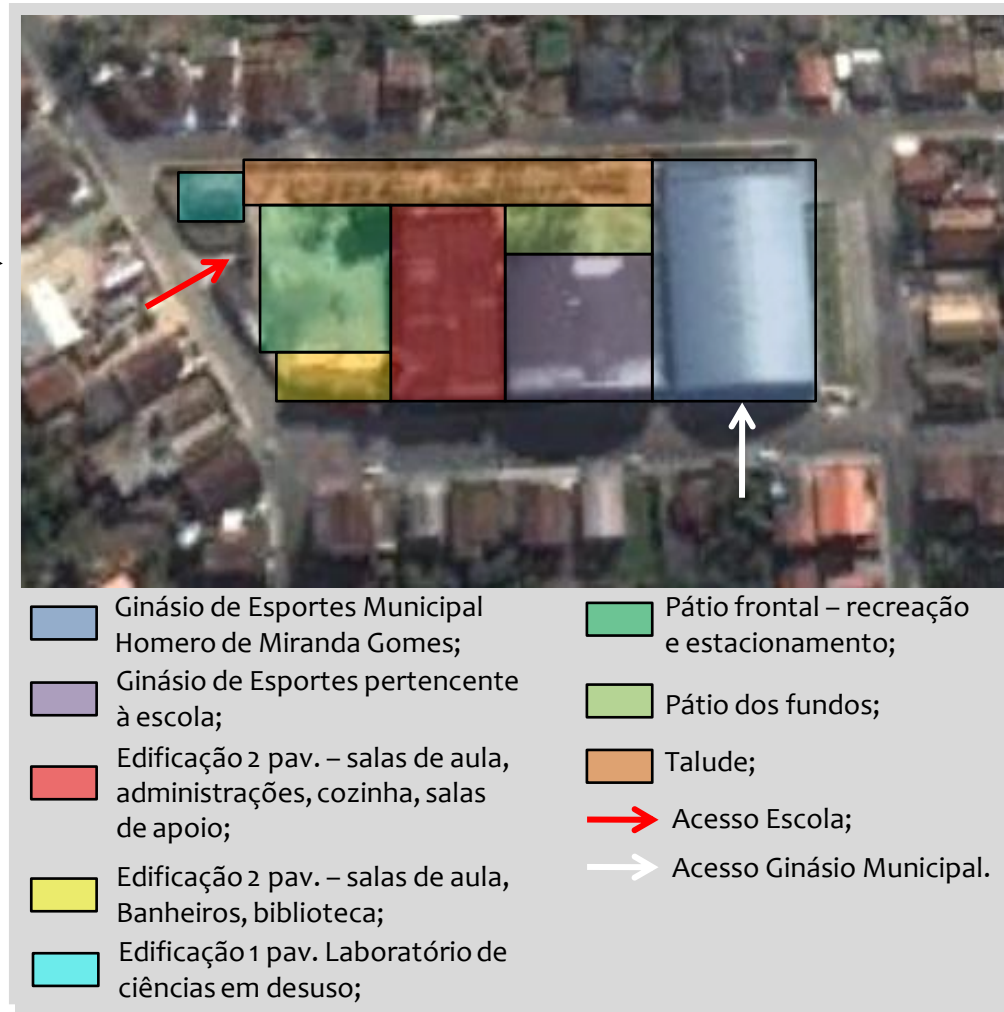 Ginásio de Esportes Municipal
Homero de Miranda Gomes;
Ginásio de Esportes pertencente
à escola;
Edificação 2 pav. – salas de aula,
administrações, cozinha, salas
de apoio;
Edificação 2 pav. – salas de aula,
Banheiros, biblioteca;
Edificação 1 pav. Laboratório de
ciências em desuso;
Pátio frontal – recreação
e estacionamento;
Pátio dos fundos;
Talude;
Acesso Escola;
Acesso Ginásio Municipal.